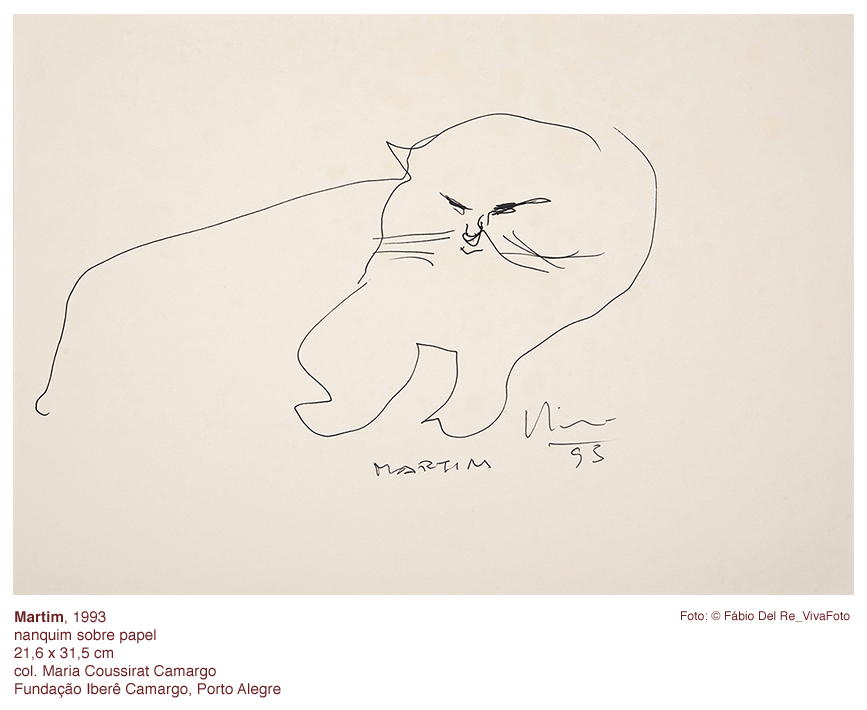 MARTIM
93
Martim, 1993
nanquim sobre papel
21,6 x 31,5 cm
col. Maria Coussirat Camargo
Fundação Iberê Camargo, Porto Alegre
Foto: © Fábio Del Re_VivaFoto